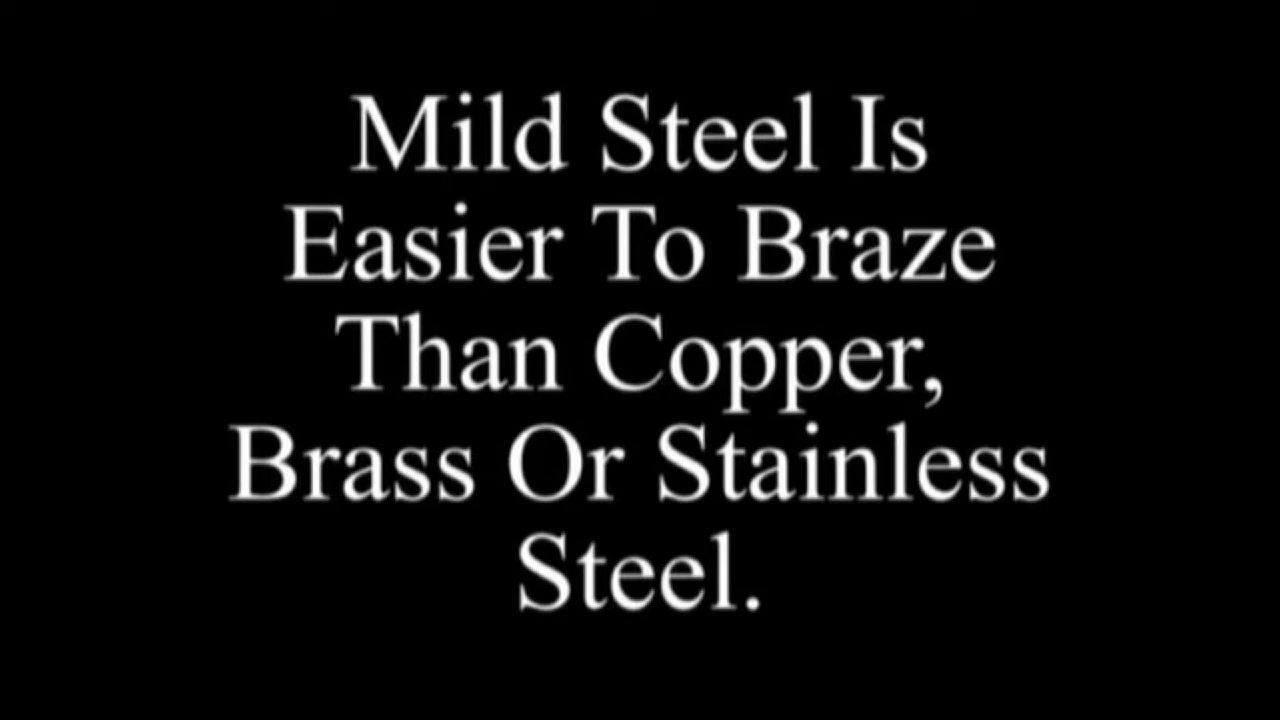 Mild Steel Is
Easier To Braze
Than Copper,
Brass Or Stainless
Steel.